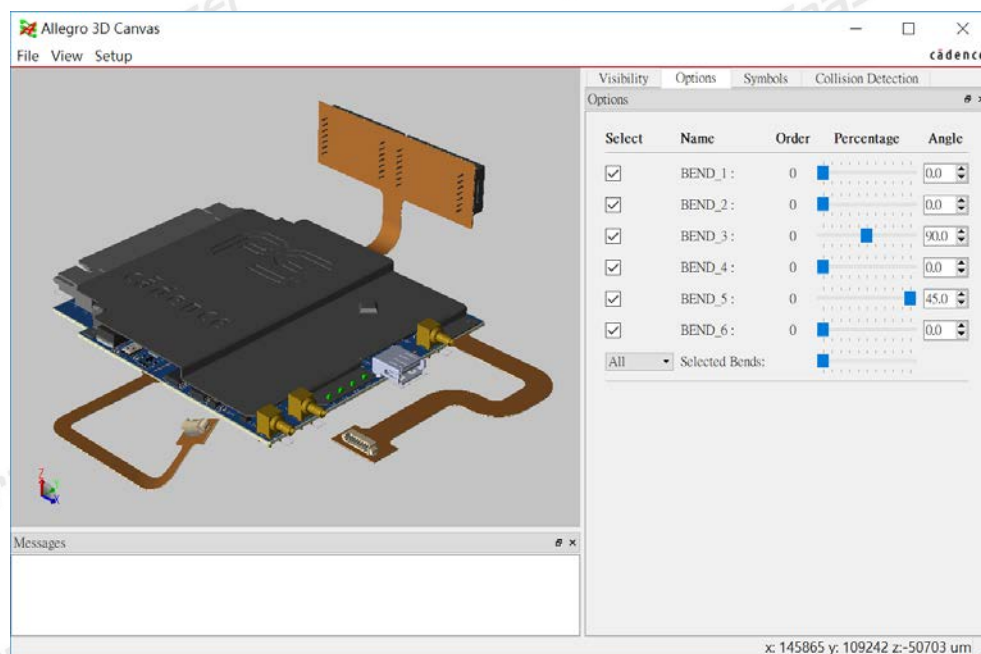 Allegro 3D Canvas
File View Setup
cādence
Visibility Options Symbols Collision Detection
Options
Select Name Order Percentage Angle
BEND_1 : 0 0.0
BEND_2 : 0 0.0
BEND_3 : 0 90.0
BEND_4 : 0 0.0
BEND_5 : 0 45.0
BEND_6 : 0 0.0
All Selected Bends:
cādence
Z
Y
X
Messages
x: 145865 y: 109242 z:-50703 um